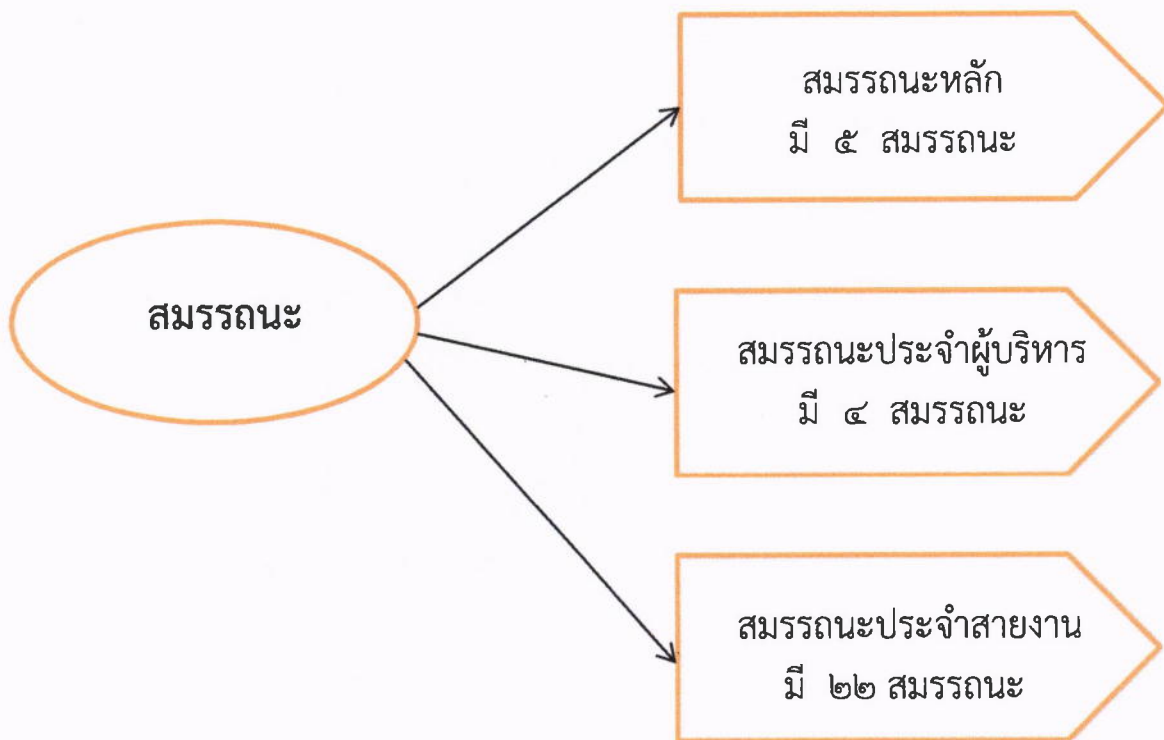 สมรรถนะ
สมรรถนะหลัก
มี ๕ สมรรถนะ
สมรรถนะประจำผู้บริหาร
มี ๔ สมรรถนะ
สมรรถนะประจำสายงาน
มี ๒๒ สมรรถนะ